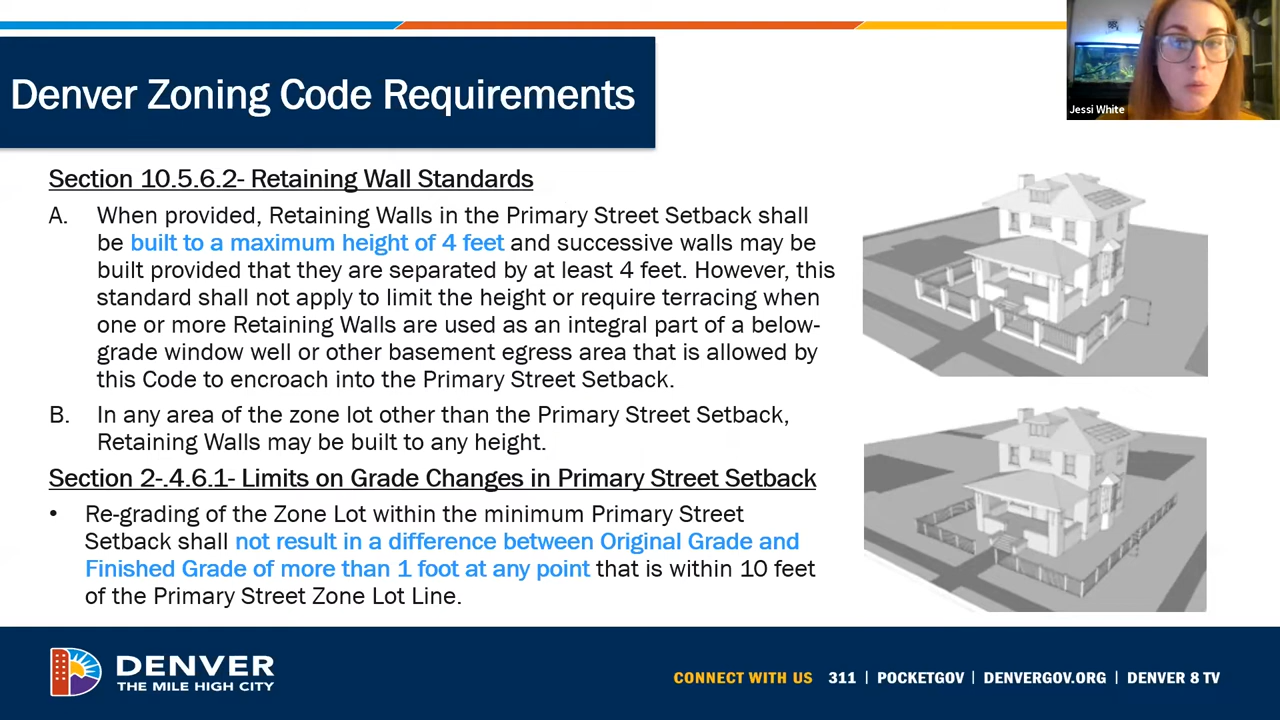 Denver Zoning Code Requirements
Jessi White
Section 10.5.6.2- Retaining Wall Standards
A. When provided, Retaining Walls in the Primary Street Setback shall
be built to a maximum height of 4 feet and successive walls may be
built provided that they are separated by at least 4 feet. However, this
standard shall not apply to limit the height or require terracing when
one or more Retaining Walls are used as an integral part of a below-
grade window well or other basement egress area that is allowed by
this Code to encroach into the Primary Street Setback.
B. In any area of the zone lot other than the Primary Street Setback,
Retaining Walls may be built to any height.
Section 2-.4.6.1- Limits on Grade Changes in Primary Street Setback
• Re-grading of the Zone Lot within the minimum Primary Street
Setback shall not result in a difference between Original Grade and
Finished Grade of more than 1 foot at any point that is within 10 feet
of the Primary Street Zone Lot Line.
DENVER
THE MILE HIGH CITY
CONNECT WITH US 311 | POCKETGOV | DENVERGOV.ORG | DENVER 8 TV